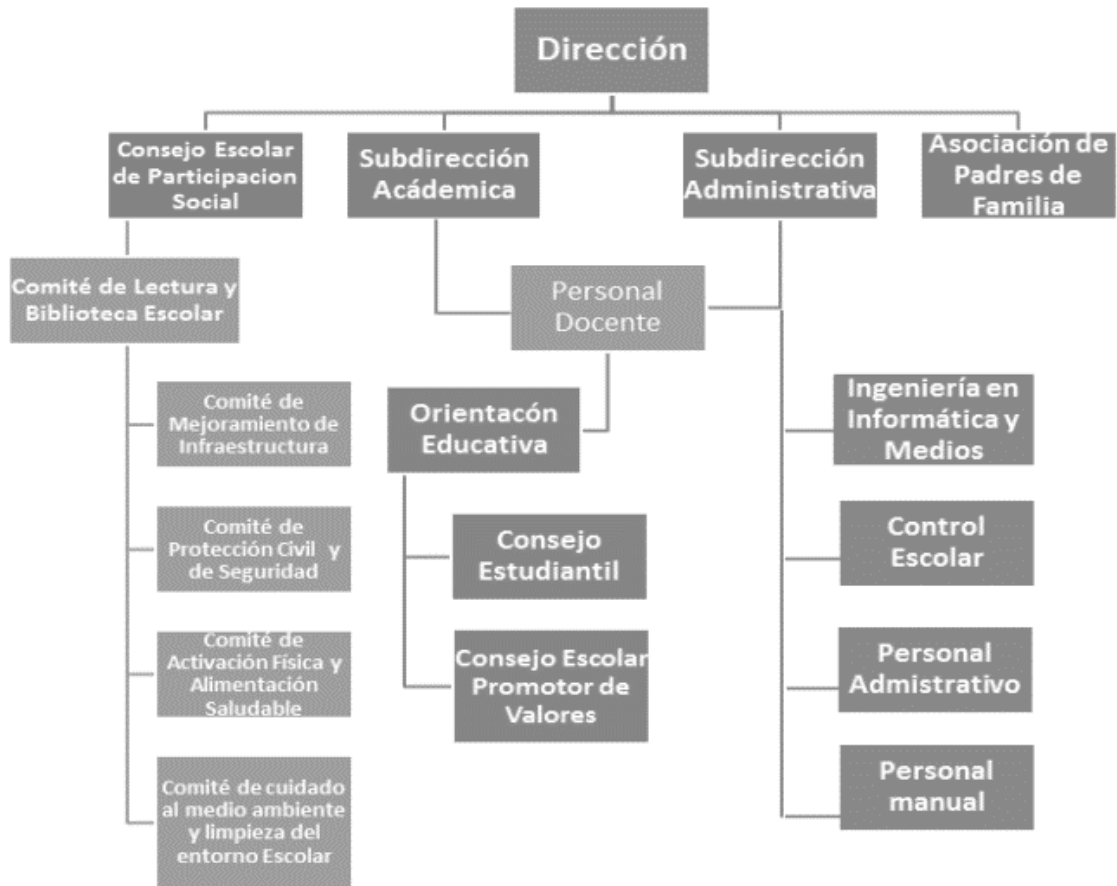 Dirección
Consejo Escolar
de Participacion
Social
Subdirección
Acádemica
Subdirección
Administrativa
Asociación de
Padres de
Familia
Comité de Lectura y
Biblioteca Escolar
Personal
Docente
Comité de
Mejoramiento de
Infraestructura
Orientacón
Educativa
Ingeniería en
Informática y
Medios
Comité de
Protección Civil y
de Seguridad
Consejo
Estudiantil
Control
Escolar
Comité de
Activación Física y
Alimentación
Saludable
Consejo Escolar
Promotor de
Valores
Personal
Admistrativo
Comité de cuidado
al medio ambiente
y limpieza del
entorno Escolar
Personal
manual